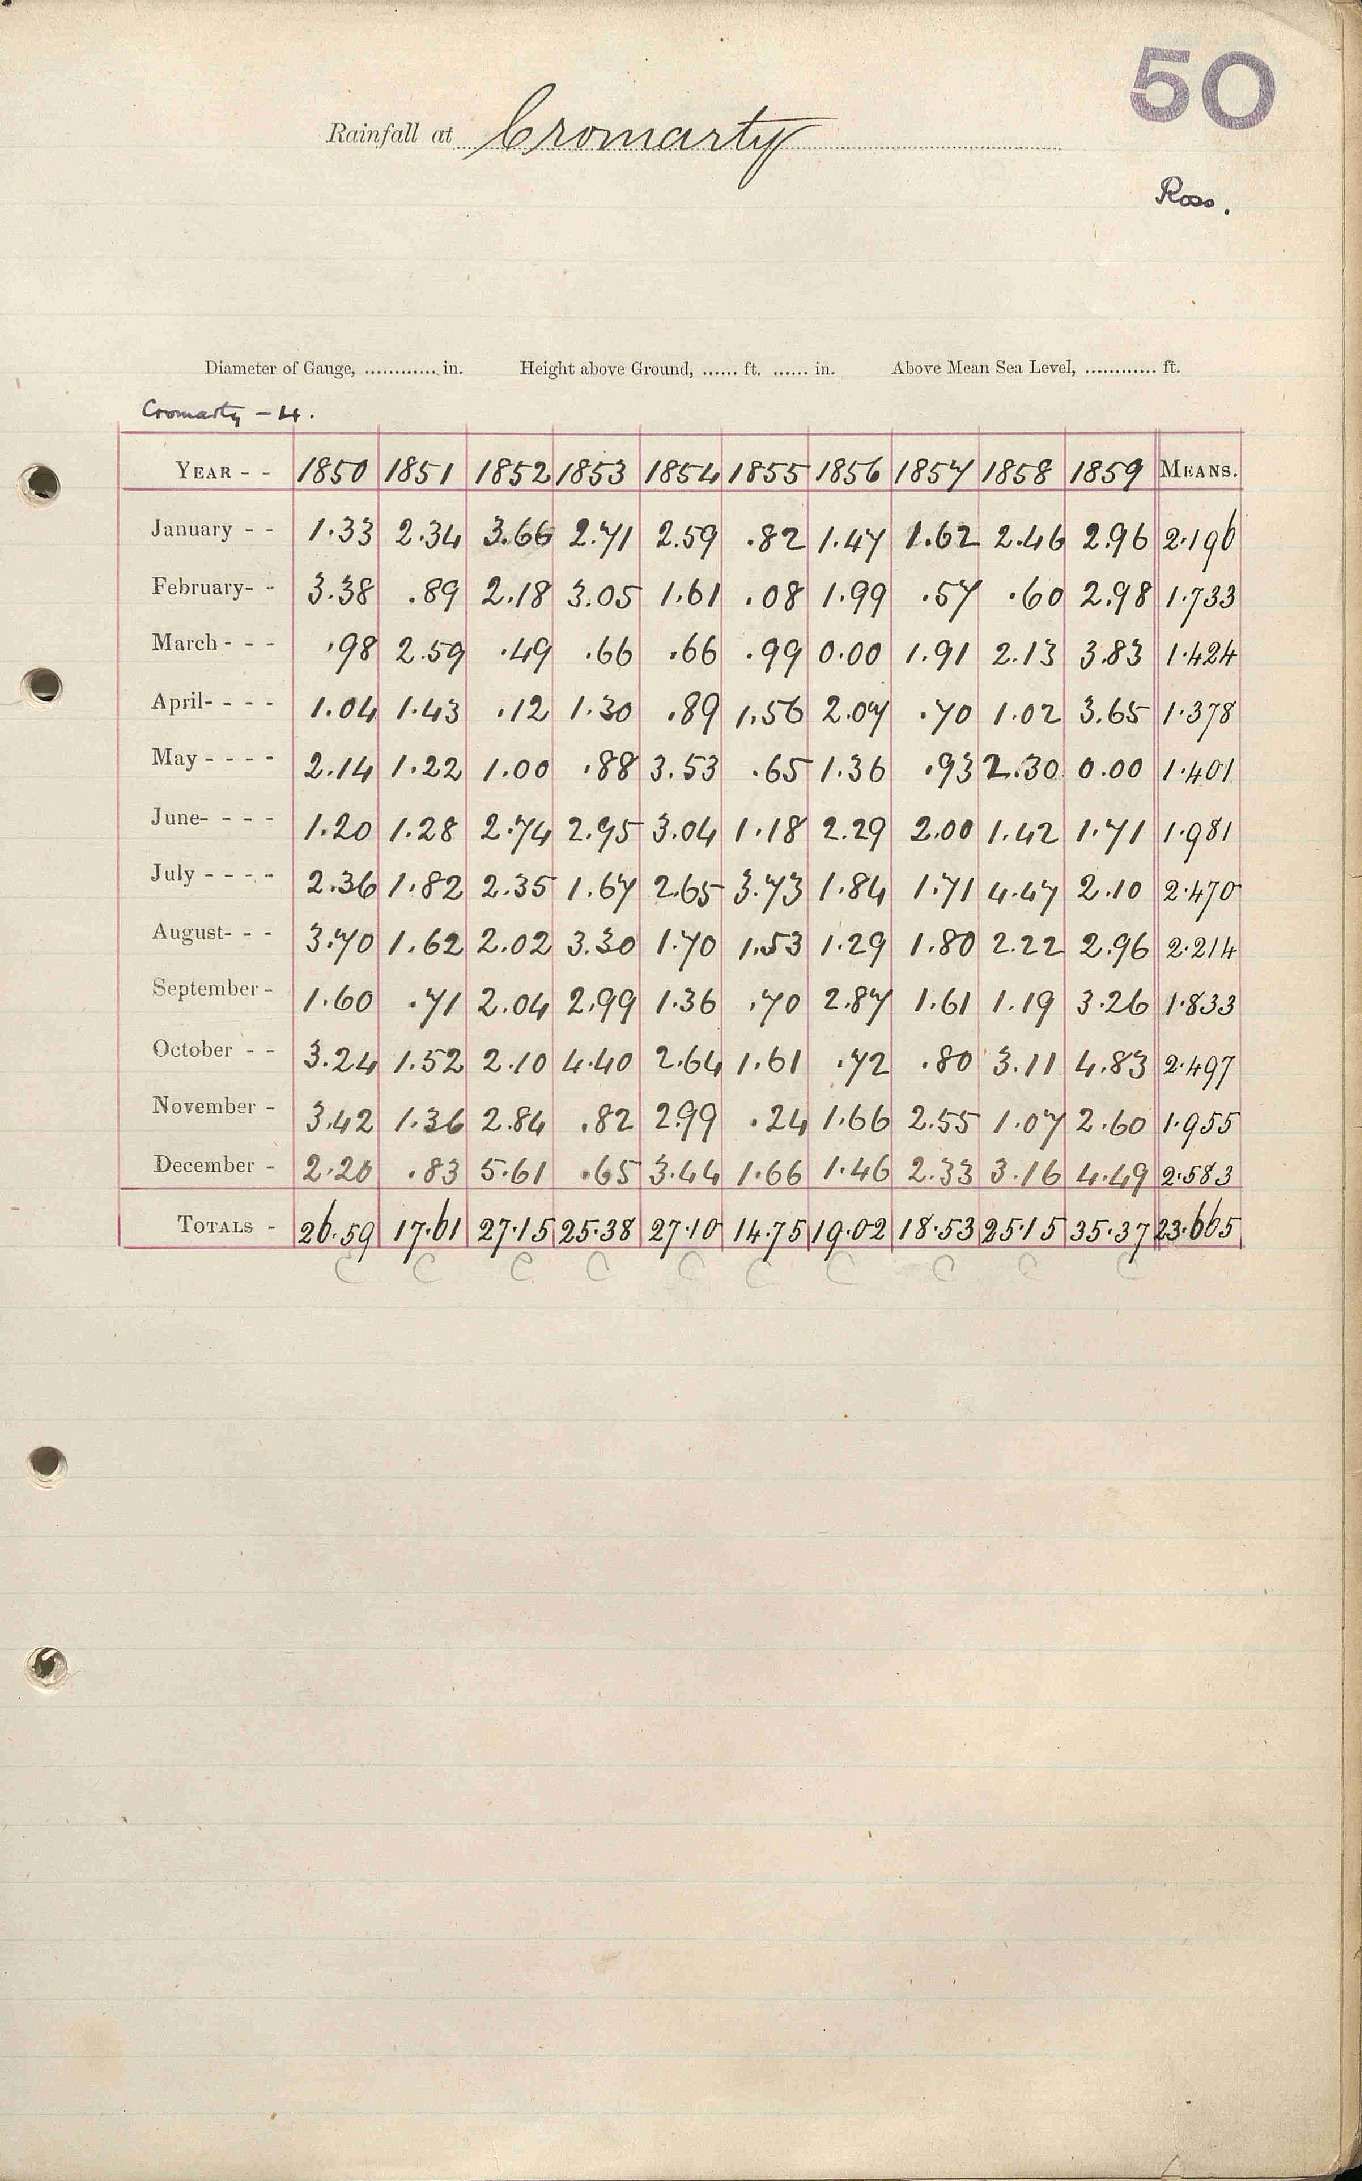 50
Rainfall at Cromarty
Ross.
Diameter of Gauge, ............ in. Height above Ground, ...... ft. ...... in. Above Mean Sea Level, ............ ft.
Cromarty - 4.
YEAR - - 1850 1851 1852 1853 1854 1855 1856 1857 1858 1859 MEANS.
January - - 1.33 2.34 3.66 2.71 2.59 .82 1.47 1.62 2.46 2.96 2.196
February- - 3.38 .89 2.18 3.05 1.61 .08 1.99 .57 .60 2.98 1.733
March - - - .98 2.59 .49 .66 .66 .99 0.00 1.91 2.13 3.83 1.424
April- - - - 1.04 1.43 .12 1.30 .89 1.56 2.07 .70 1.02 3.65 1.378
May - - - - 2.14 1.22 1.00 .88 3.53 .65 1.36 .93 2.30 0.00 1.401
June- - - - 1.20 1.28 2.74 2.95 3.04 1.18 2.29 2.00 1.42 1.71 1.981
July - - - - 2.36 1.82 2.35 1.67 2.65 3.73 1.84 1.71 4.47 2.10 2.470
August- - - 3.70 1.62 2.02 3.30 1.70 1.53 1.29 1.80 2.22 2.96 2.214
September - 1.60 .71 2.04 2.99 1.36 .70 2.87 1.61 1.19 3.26 1.833
October - - 3.24 1.52 2.10 4.40 2.64 1.61 .72 .80 3.11 4.83 2.497
November - 3.42 1.36 2.84 .82 2.99 .24 1.66 2.55 1.07 2.60 1.955
December - 2.20 .83 5.61 .65 3.44 1.66 1.46 2.33 3.16 4.49 2.583
TOTALS - 26.59 17.61 27.15 25.38 27.10 14.75 19.02 18.53 25.15 35.37 23.665
C C C C C C C C C C